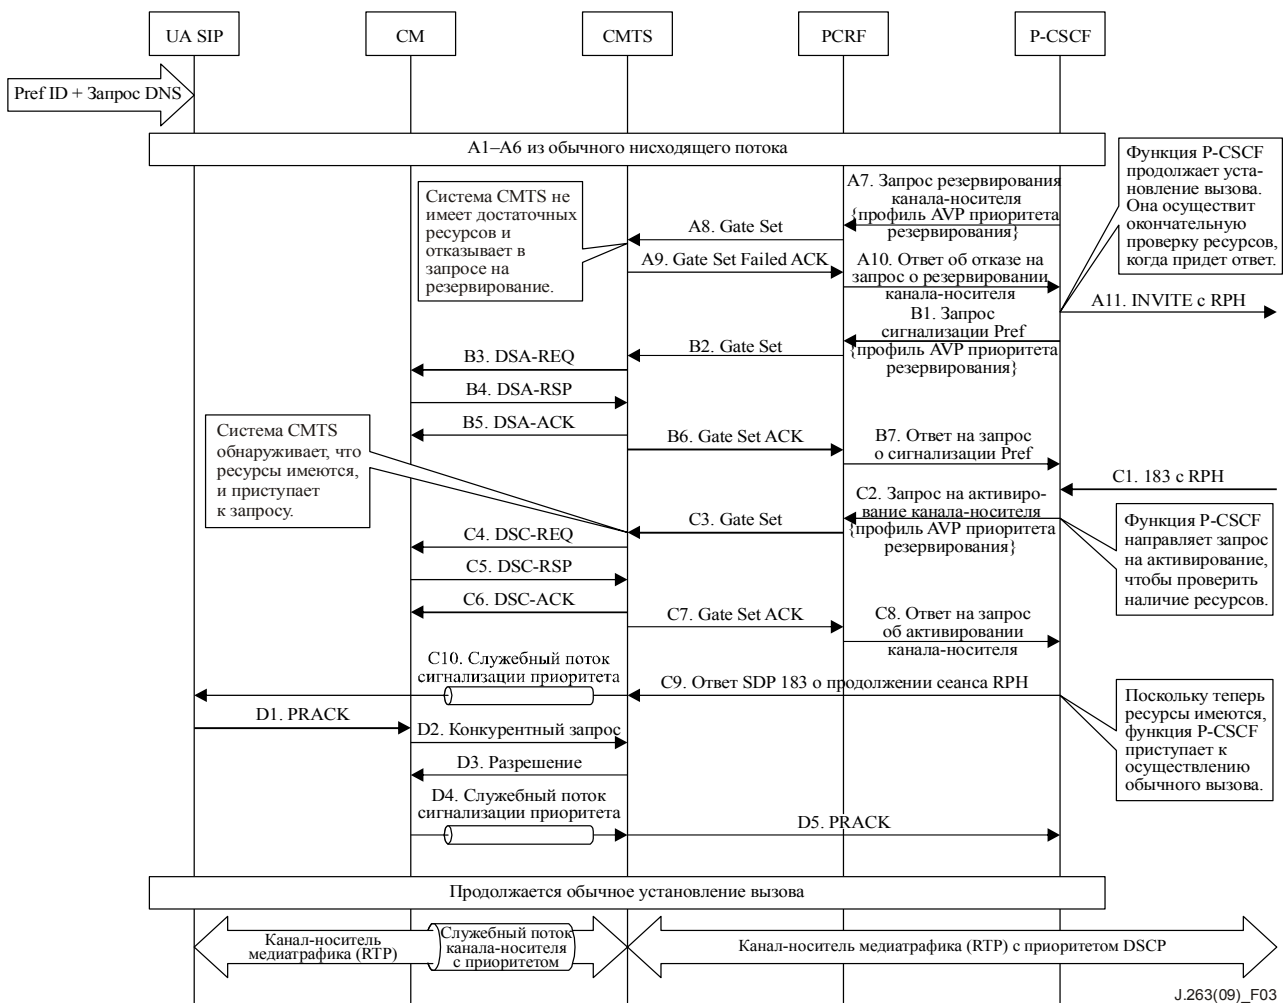 UA SIP
CM
CMTS
PCRF
P-CSCF
Pref ID + Запрос DNS
A1–A6 из обычного нисходящего потока
Функция P-CSCF
продолжает уста-
новление вызова.
Она осуществит
окончательную
проверку ресурсов,
когда придет ответ.
Система CMTS не
имеет достаточных
ресурсов и
отказывает в
запросе на
резервирование.
A7. Запрос резервирования
канала-носителя
{профиль AVP приоритета
резервирования}
A8. Gate Set
A9. Gate Set Failed ACK
A10. Ответ об отказе на
запрос о резервировании
канала-носителя
A11. INVITE с RPH
B1. Запрос
сигнализации Pref
{профиль AVP приоритета
резервирования}
B2. Gate Set
B3. DSA-REQ
B4. DSA-RSP
B5. DSA-ACK
B6. Gate Set ACK
B7. Ответ на запрос
о сигнализации Pref
Система CMTS
обнаруживает, что
ресурсы имеются,
и приступает
к запросу.
C1. 183 с RPH
C2. Запрос на активиро-
вание канала-носителя
{профиль AVP приоритета
резервирования}
C3. Gate Set
Функция P-CSCF
направляет запрос
на активирование,
чтобы проверить
наличие ресурсов.
C4. DSC-REQ
C5. DSC-RSP
C6. DSC-ACK
C7. Gate Set ACK
C8. Ответ на запрос
об активировании
канала-носителя
C10. Служебный поток
сигнализации приоритета
C9. Ответ SDP 183 о продолжении сеанса RPH
Поскольку теперь
ресурсы имеются,
функция P-CSCF
приступает к
осуществлению
обычного вызова.
D1. PRACK
D2. Конкурентный запрос
D3. Разрешение
D4. Служебный поток
сигнализации приоритета
D5. PRACK
Продолжается обычное установление вызова
Канал-носитель
медиатрафика (RTP)
Служебный поток
канала-носителя
с приоритетом
Канал-носитель медиатрафика (RTP) с приоритетом DSCP
J.263(09)_F03